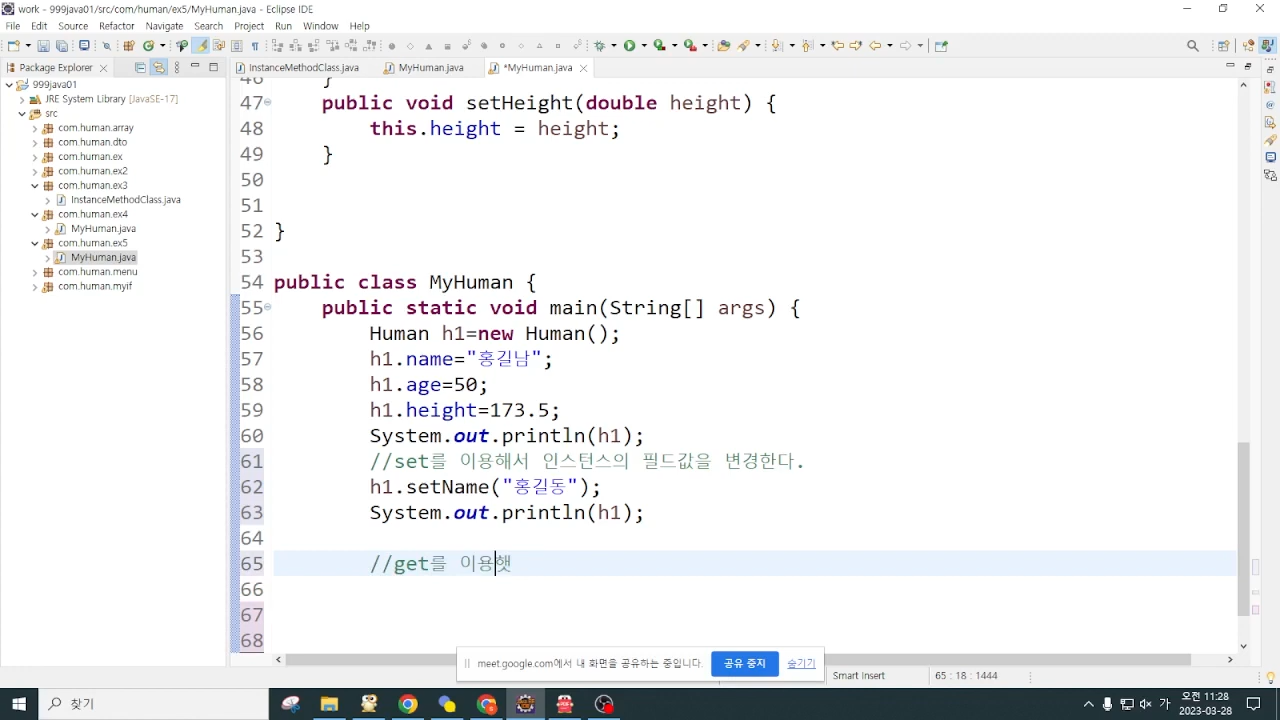 work - 999java01/src/com/human/ex5/MyHuman.java - Eclipse IDE
File Edit Source Refactor Navigate Search Project Run Window Help
Package Explorer
InstanceMethodClass.java MyHuman.java *MyHuman.java
999java01
JRE System Library [JavaSE-17]
src
com.human.array
com.human.dto
com.human.ex
com.human.ex2
com.human.ex3
InstanceMethodClass.java
com.human.ex4
MyHuman.java
com.human.ex5
MyHuman.java
com.human.menu
com.human.myif
46 }
47 public void setHeight(double height) {
48 this.height = height;
49 }
50
51
52 }
53
54 public class MyHuman {
55 public static void main(String[] args) {
56 Human h1=new Human();
57 h1.name="홍길남";
58 h1.age=50;
59 h1.height=173.5;
60 System.out.println(h1);
61 //set를 이용해서 인스턴스의 필드값을 변경한다.
62 h1.setName("홍길동");
63 System.out.println(h1);
64
65 //get를 이용햇
66
67
68
meet.google.com에서 내 화면을 공유하는 중입니다. 공유 중지 숨기기
Smart Insert 65 : 18 : 1444
찾기
가 오전 11:28
2023-03-28